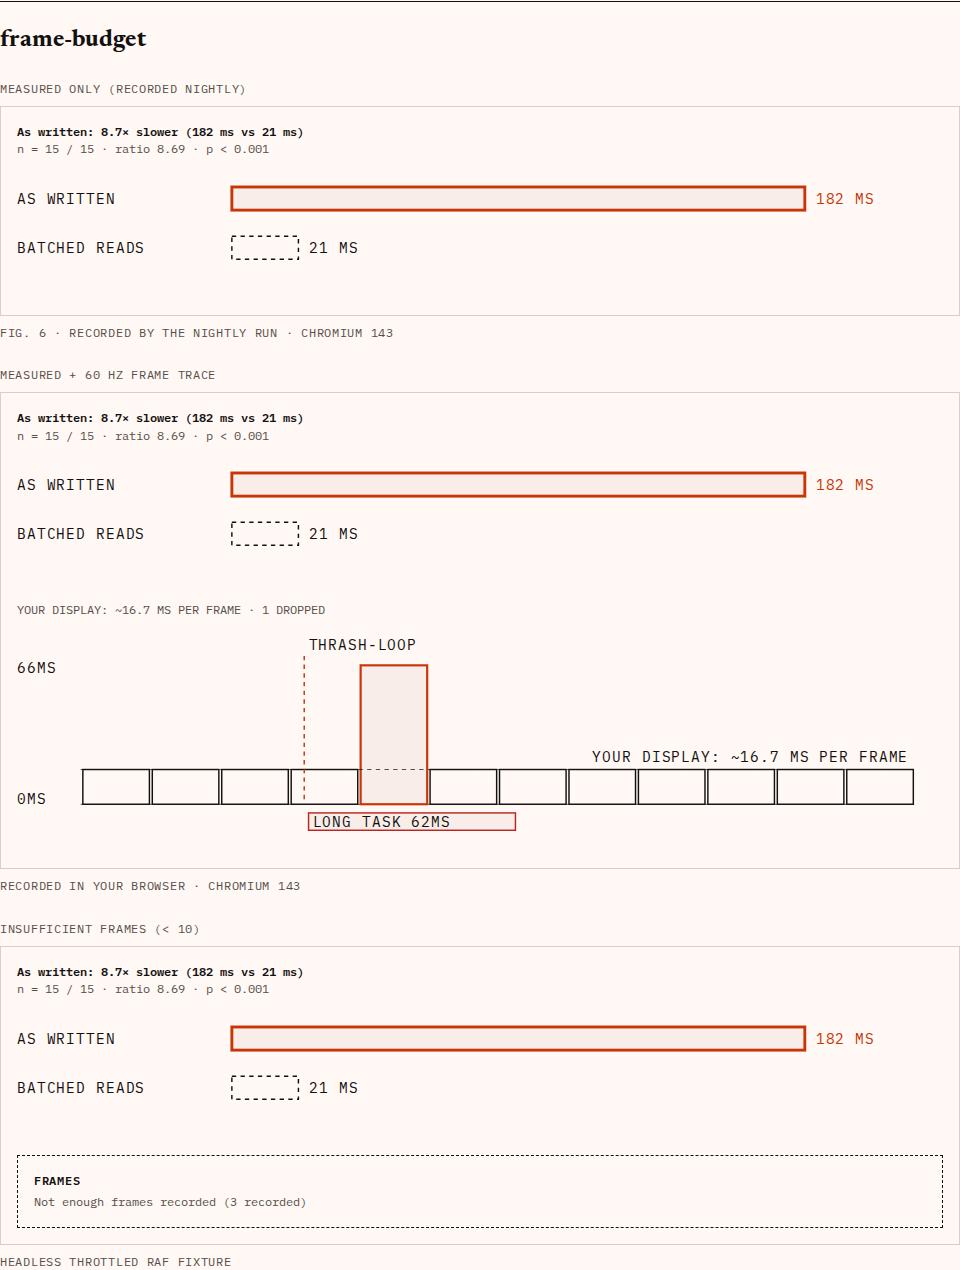 frame-budget
MEASURED ONLY (RECORDED NIGHTLY)
As written: 8.7× slower (182 ms vs 21 ms)
n = 15 / 15 · ratio 8.69 · p < 0.001
AS WRITTEN
182 MS
BATCHED READS
21 MS
FIG. 6 · RECORDED BY THE NIGHTLY RUN · CHROMIUM 143
MEASURED + 60 HZ FRAME TRACE
As written: 8.7× slower (182 ms vs 21 ms)
n = 15 / 15 · ratio 8.69 · p < 0.001
AS WRITTEN
182 MS
BATCHED READS
21 MS
YOUR DISPLAY: ~16.7 MS PER FRAME · 1 DROPPED
THRASH-LOOP
66MS
YOUR DISPLAY: ~16.7 MS PER FRAME
0MS
LONG TASK 62MS
RECORDED IN YOUR BROWSER · CHROMIUM 143
INSUFFICIENT FRAMES (< 10)
As written: 8.7× slower (182 ms vs 21 ms)
n = 15 / 15 · ratio 8.69 · p < 0.001
AS WRITTEN
182 MS
BATCHED READS
21 MS
FRAMES
Not enough frames recorded (3 recorded)
HEADLESS THROTTLED RAF FIXTURE